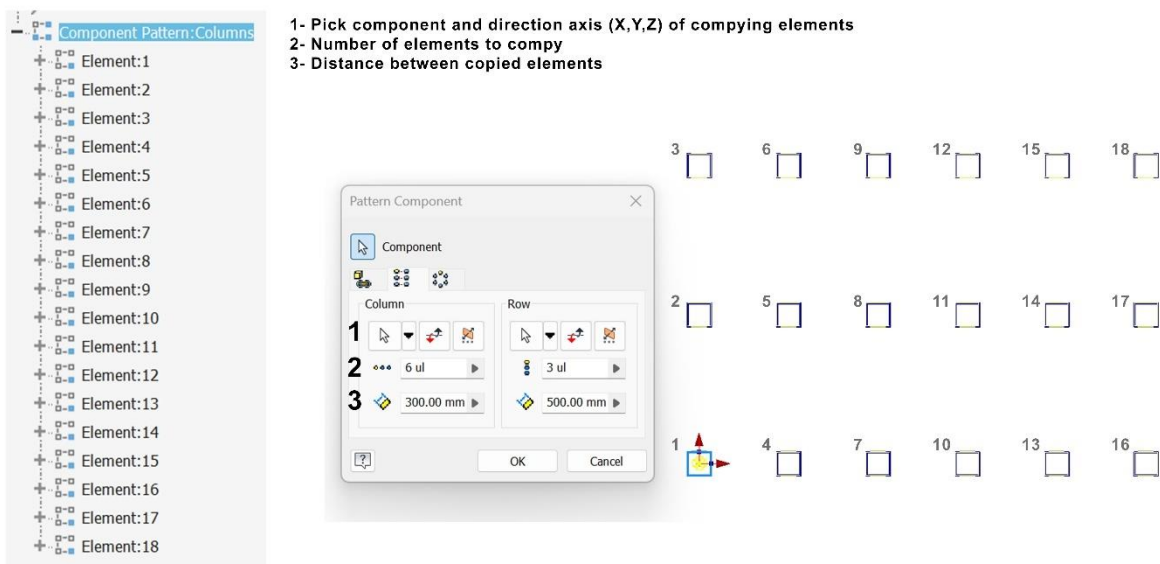 Component Pattern:Columns
Element:1
Element:2
Element:3
Element:4
Element:5
Element:6
Element:7
Element:8
Element:9
Element:10
Element:11
Element:12
Element:13
Element:14
Element:15
Element:16
Element:17
Element:18
1- Pick component and direction axis (X,Y,Z) of compying elements
2- Number of elements to compy
3- Distance between copied elements
Pattern Component
Component
Column Row
1
2 6 ul 3 ul
3 300.00 mm 500.00 mm
? OK Cancel
3 6 9 12 15 18
2 5 8 11 14 17
1 4 7 10 13 16